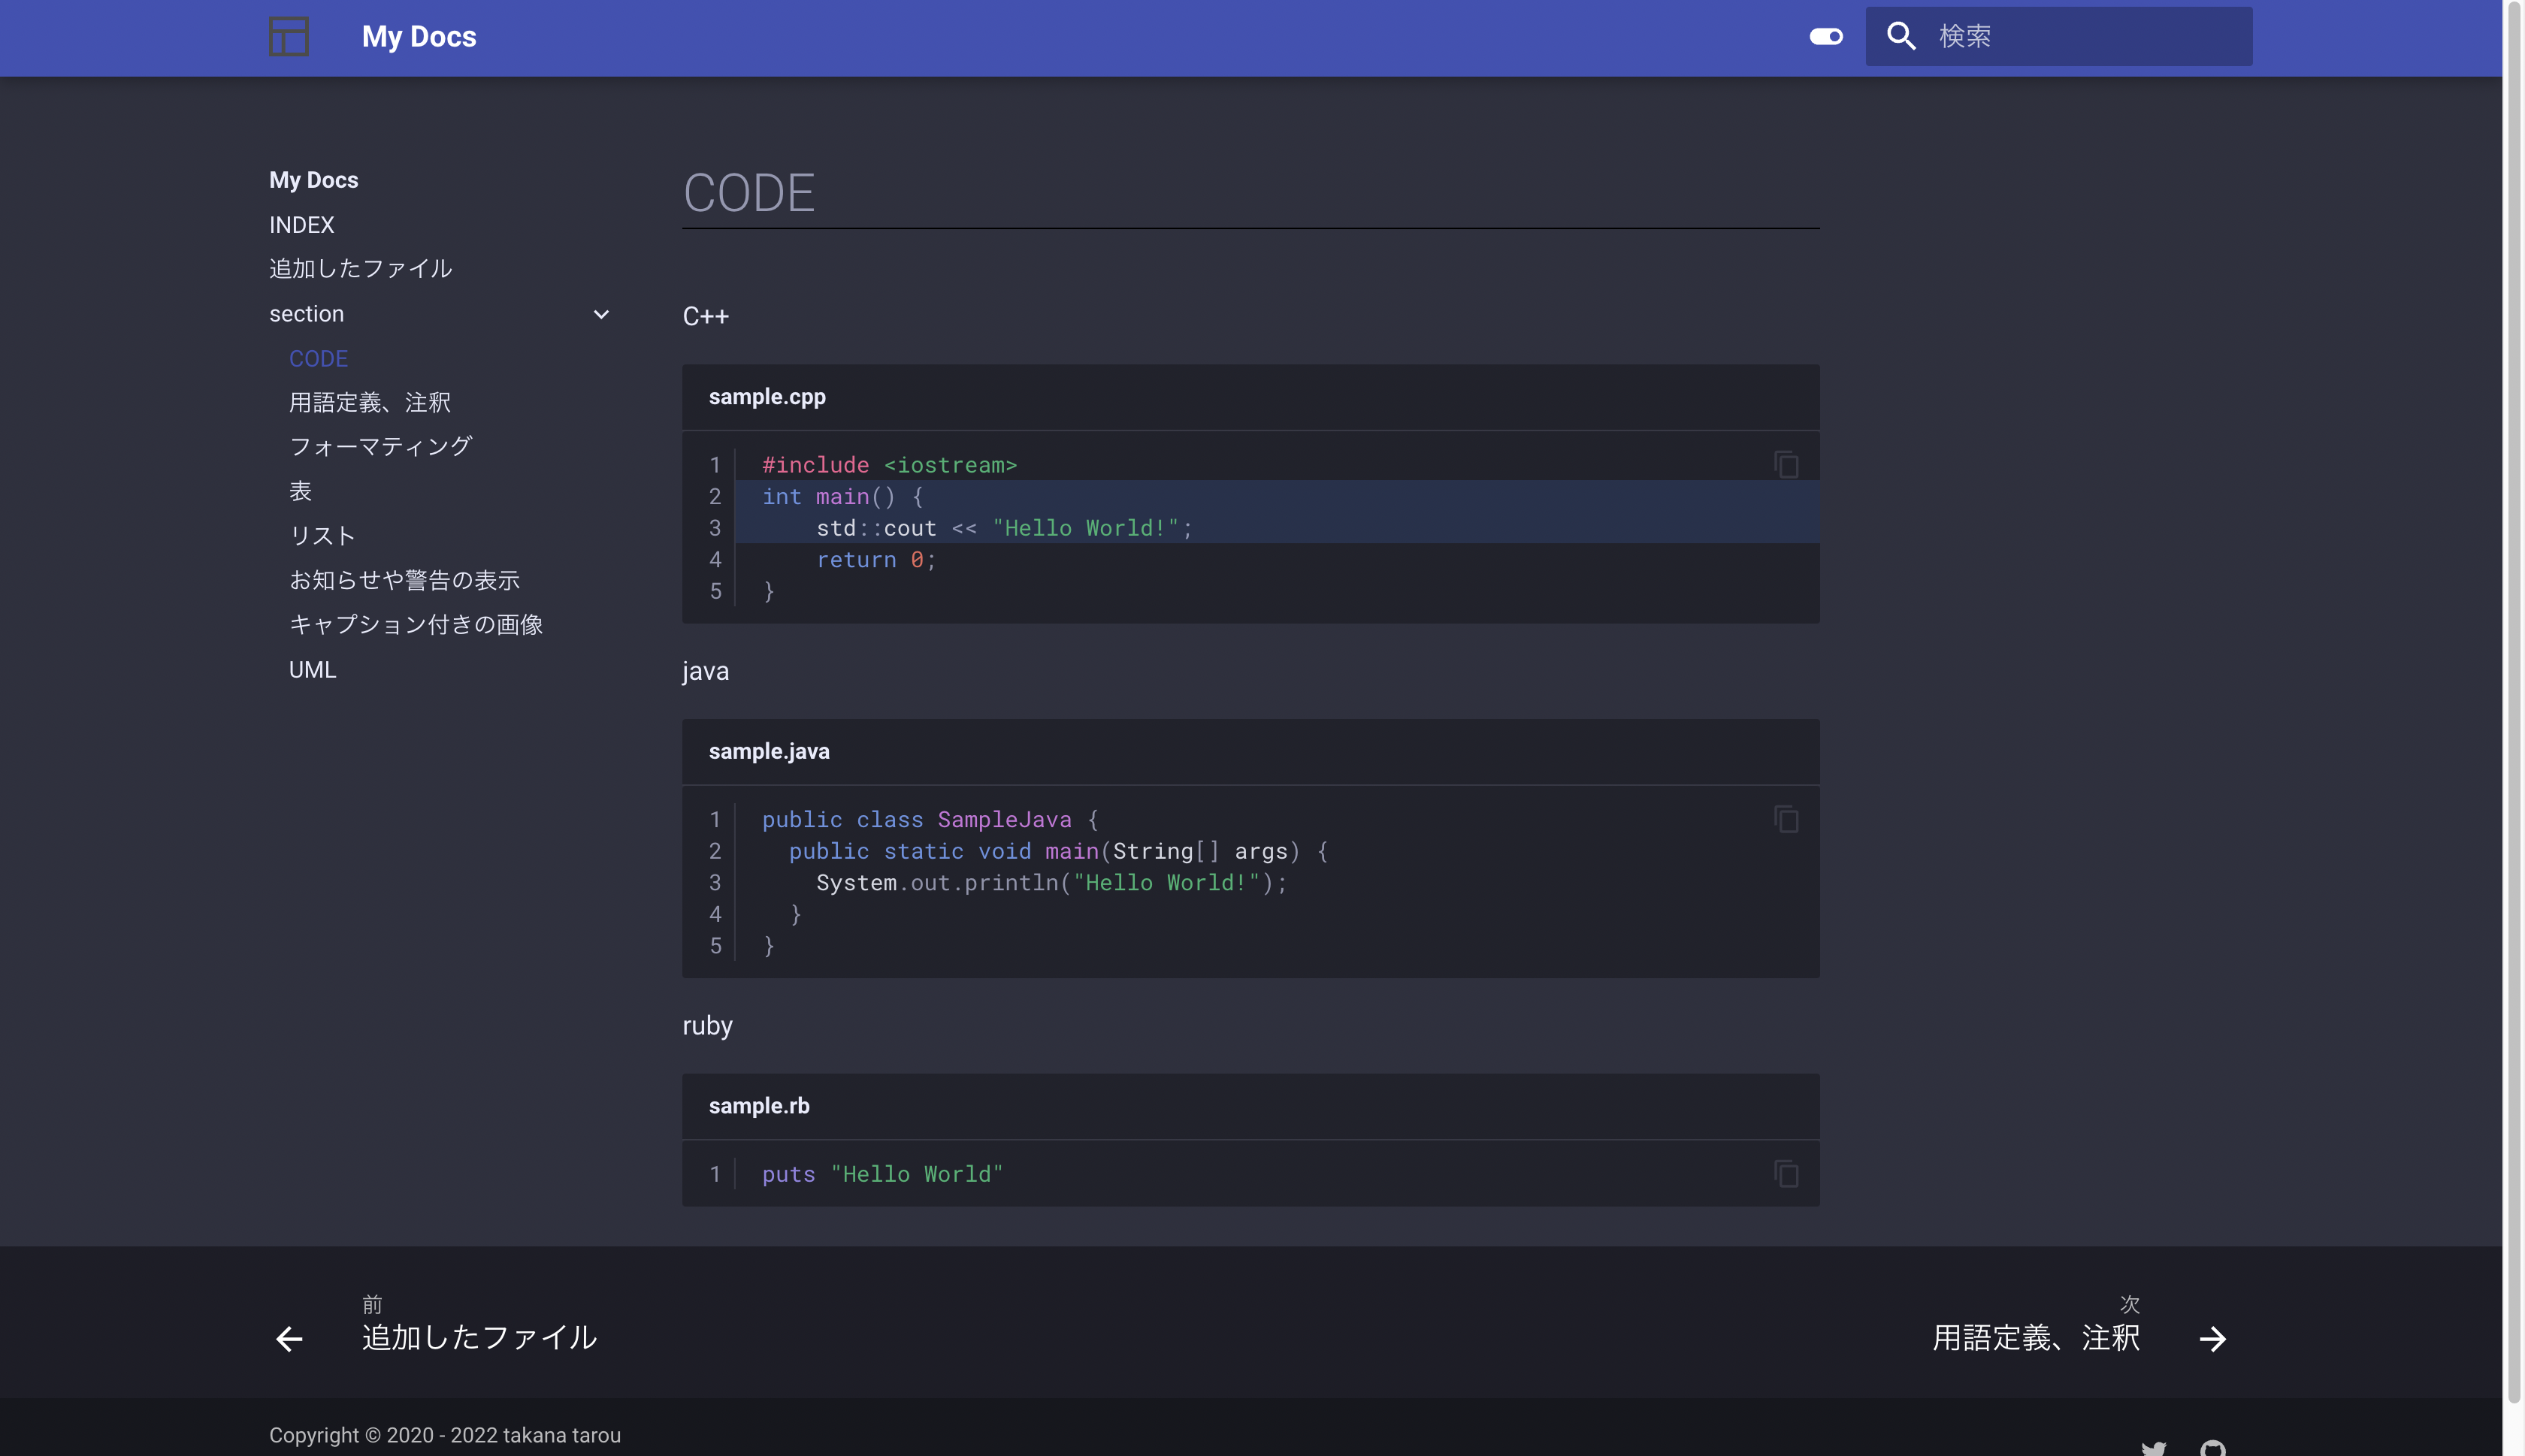 My Docs
検索
My Docs
INDEX
追加したファイル
section
CODE
用語定義、注釈
フォーマティング
表
リスト
お知らせや警告の表示
キャプション付きの画像
UML
CODE
C++
sample.cpp
1 #include <iostream>
2 int main() {
3     std::cout << "Hello World!";
4     return 0;
5 }
java
sample.java
1 public class SampleJava {
2   public static void main(String[] args) {
3     System.out.println("Hello World!");
4   }
5 }
ruby
sample.rb
1 puts "Hello World"
前
追加したファイル
次
用語定義、注釈
Copyright © 2020 - 2022 takana tarou